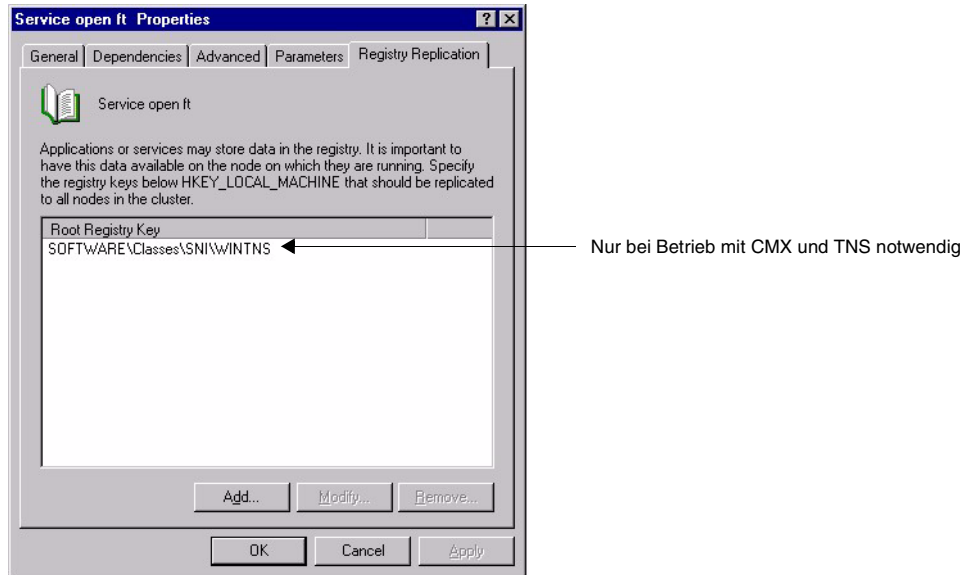 Service open ft Properties
General Dependencies Advanced Parameters Registry Replication
Service open ft
Applications or services may store data in the registry. It is important to
have this data available on the node on which they are running. Specify
the registry keys below HKEY_LOCAL_MACHINE that should be replicated
to all nodes in the cluster.
Root Registry Key
SOFTWARE\Classes\SNI\WINTNS
Nur bei Betrieb mit CMX und TNS notwendig
Add... Modify... Remove...
OK Cancel Apply